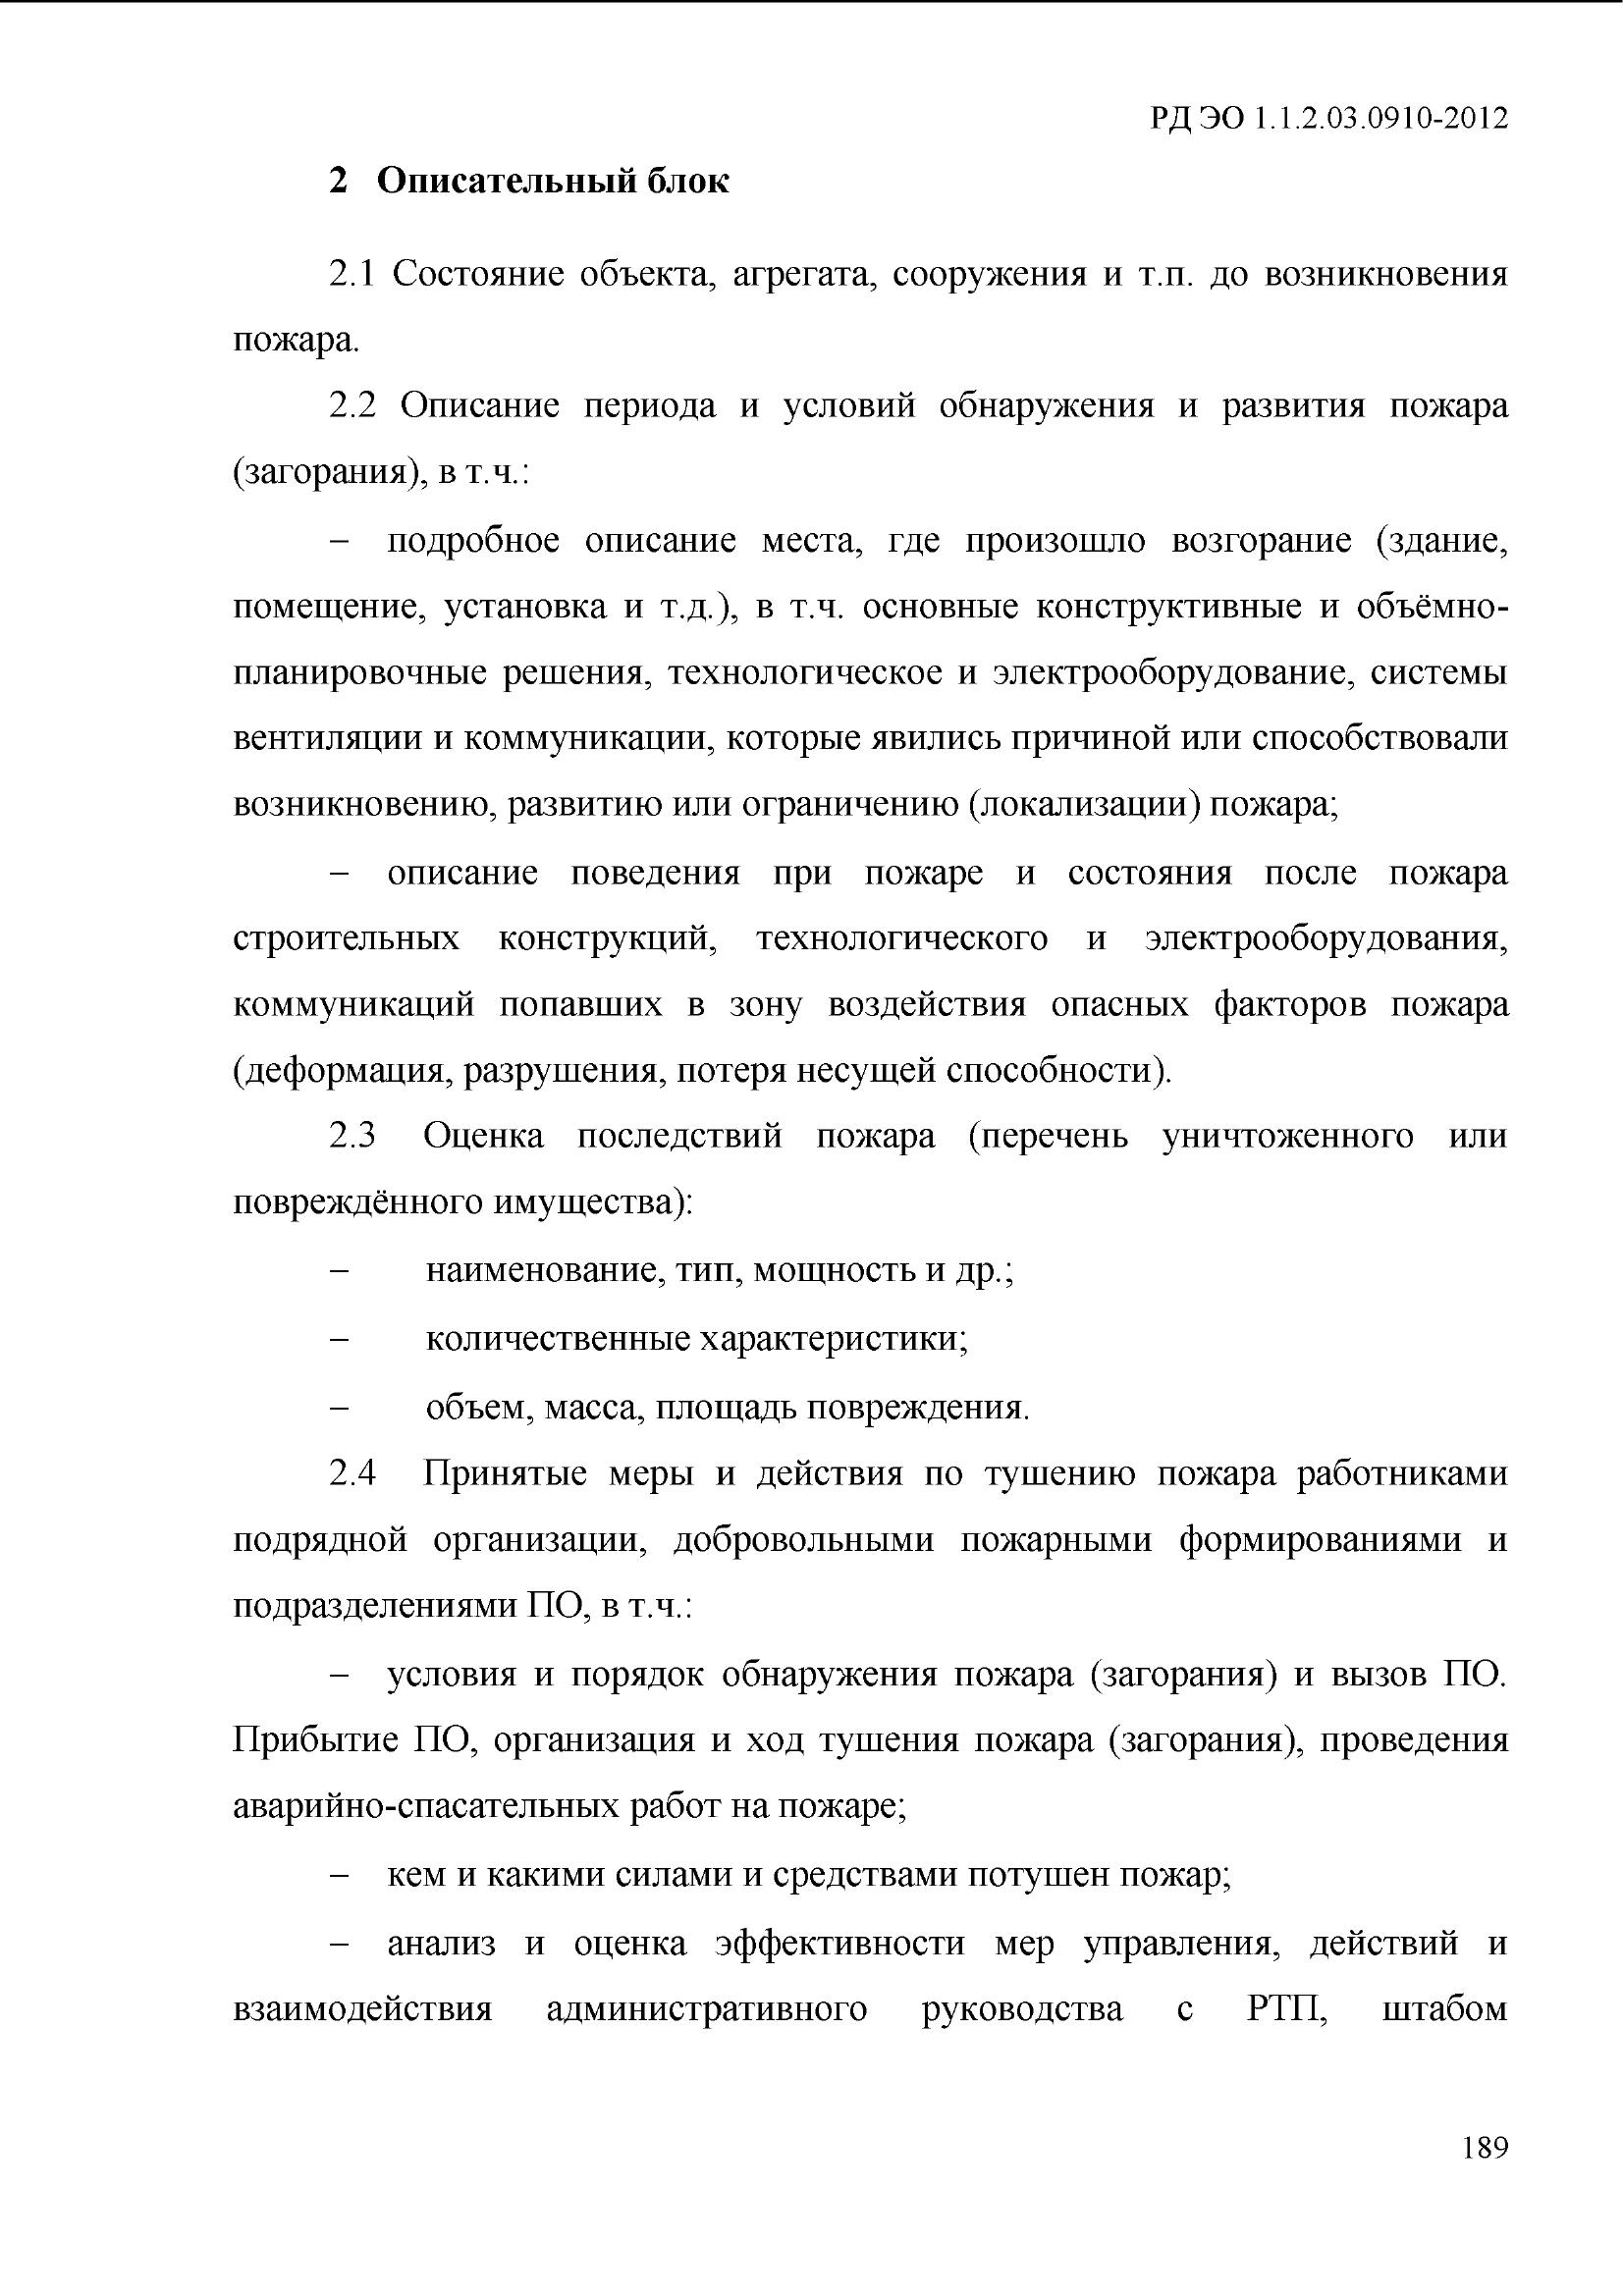 РД ЭО 1.1.2.03.0910-2012
2 Описательный блок
2.1 Состояние объекта, агрегата, сооружения и т.п. до возникновения
пожара.
2.2 Описание периода и условий обнаружения и развития пожара
(загорания), в т.ч.:
– подробное описание места, где произошло возгорание (здание,
помещение, установка и т.д.), в т.ч. основные конструктивные и объёмно-
планировочные решения, технологическое и электрооборудование, системы
вентиляции и коммуникации, которые явились причиной или способствовали
возникновению, развитию или ограничению (локализации) пожара;
– описание поведения при пожаре и состояния после пожара
строительных конструкций, технологического и электрооборудования,
коммуникаций попавших в зону воздействия опасных факторов пожара
(деформация, разрушения, потеря несущей способности).
2.3 Оценка последствий пожара (перечень уничтоженного или
повреждённого имущества):
– наименование, тип, мощность и др.;
– количественные характеристики;
– объем, масса, площадь повреждения.
2.4 Принятые меры и действия по тушению пожара работниками
подрядной организации, добровольными пожарными формированиями и
подразделениями ПО, в т.ч.:
– условия и порядок обнаружения пожара (загорания) и вызов ПО.
Прибытие ПО, организация и ход тушения пожара (загорания), проведения
аварийно-спасательных работ на пожаре;
– кем и какими силами и средствами потушен пожар;
– анализ и оценка эффективности мер управления, действий и
взаимодействия административного руководства с РТП, штабом
189